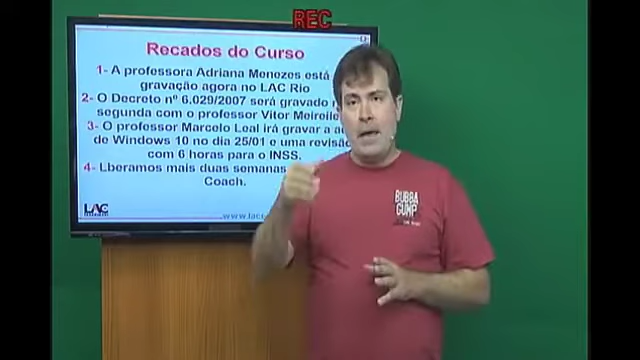 REC
Recados do Curso
1- A professora Adriana Menezes está
gravação agora no LAC Rio
2- O Decreto nº 6.029/2007 será gravado
segunda com o professor Vitor
3- O professor Marcelo Leal irá gravar a
de Windows 10 no dia 25/01 e uma revisão
com 6 horas para o INSS.
4- Lberamos mais duas semanas
Coach.
LAC
www.lac
BUBBA
GUMP